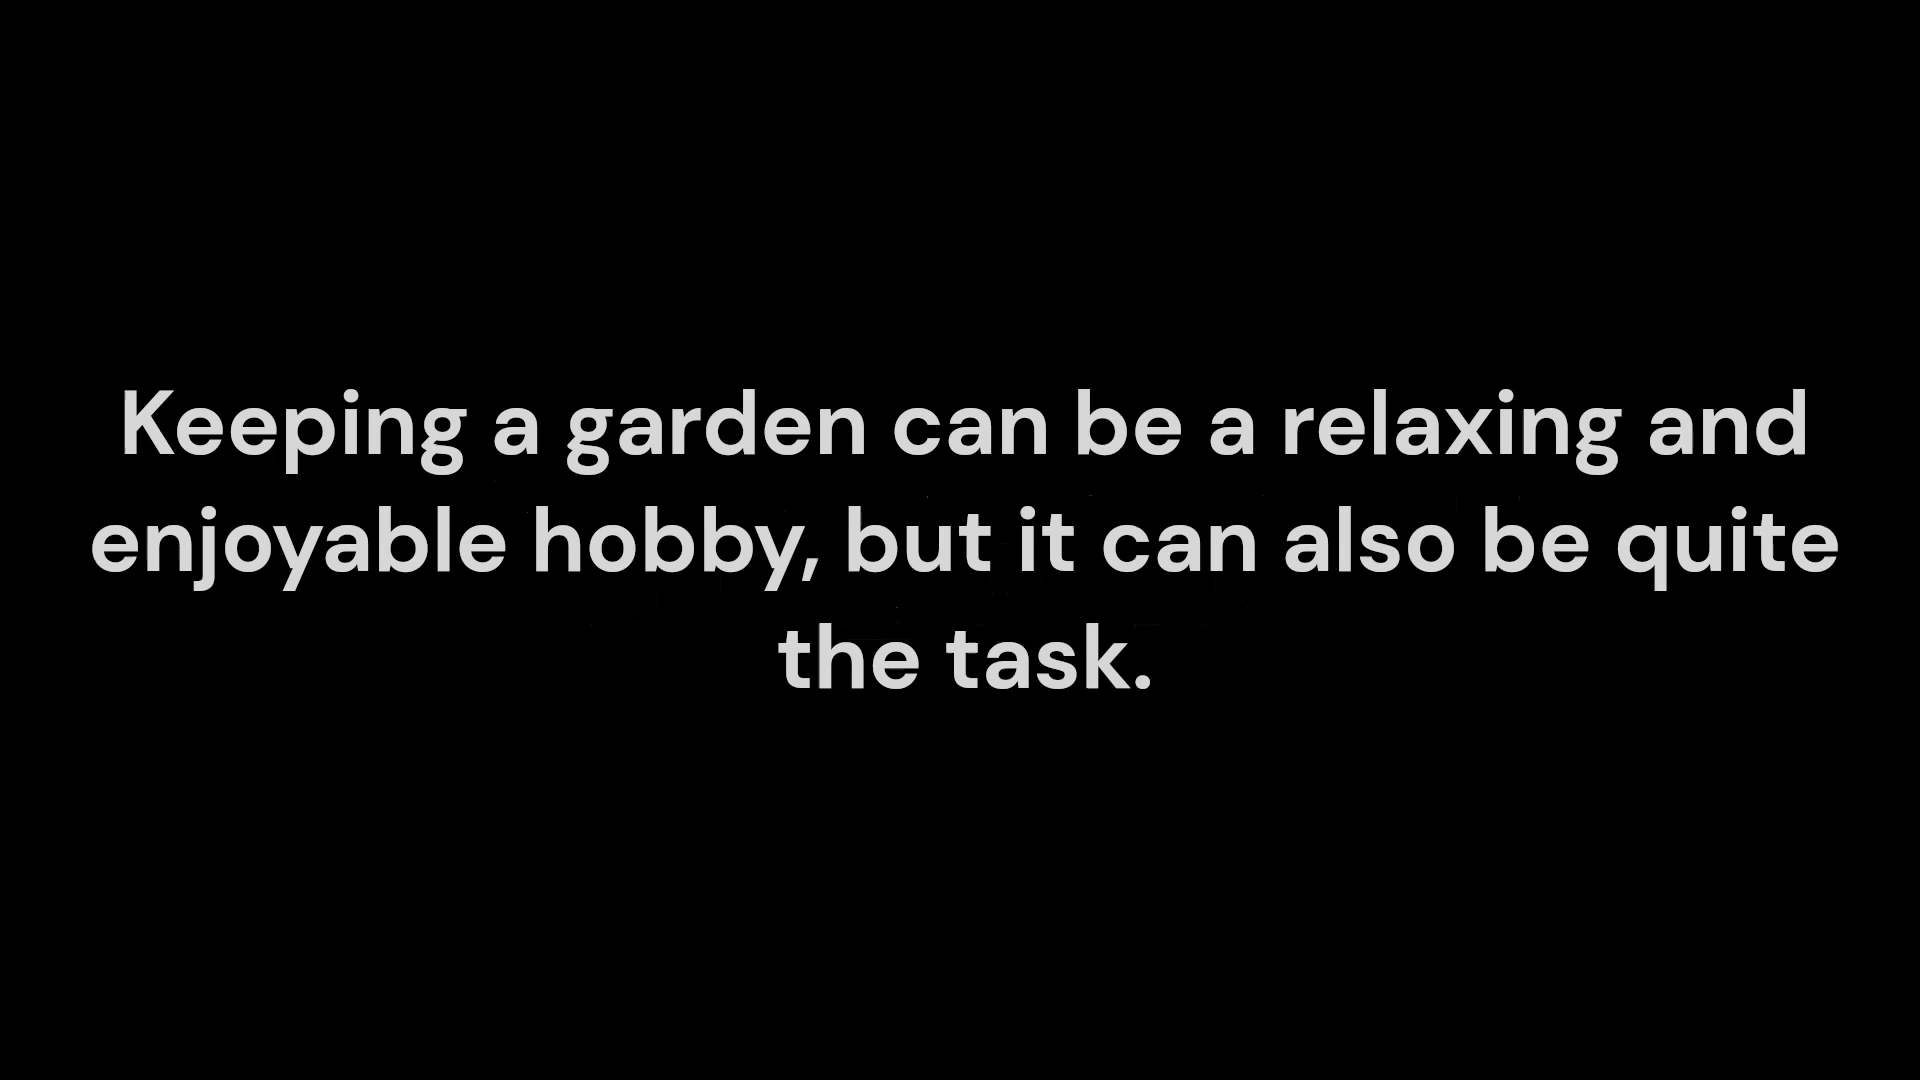 Keeping a garden can be a relaxing and
enjoyable hobby, but it can also be quite
the task.